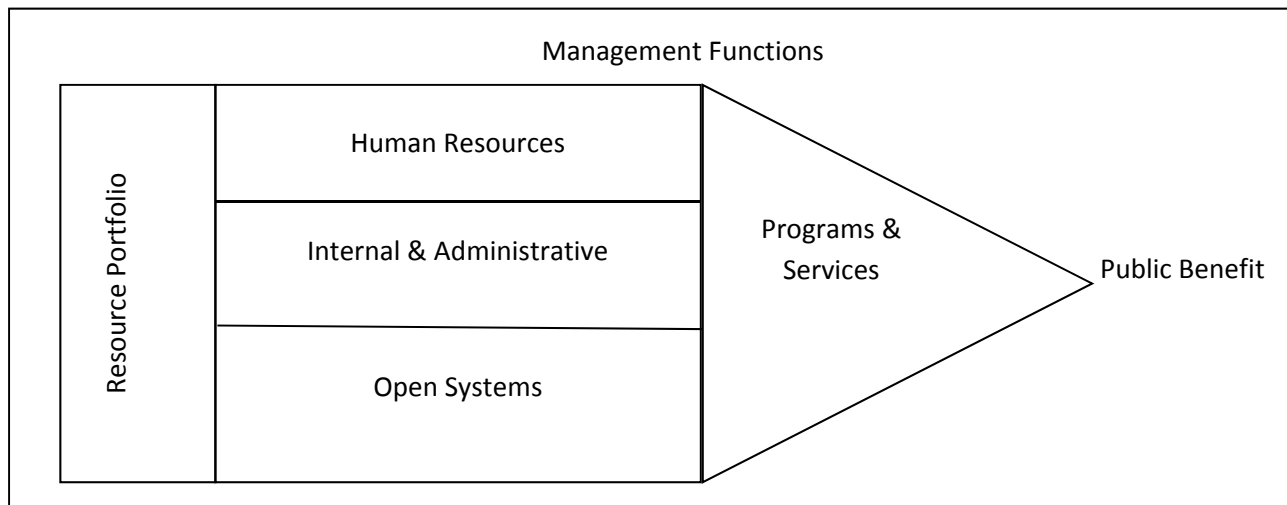 Management Functions
Resource Portfolio
Human Resources
Internal & Administrative
Open Systems
Programs &
Services
Public Benefit